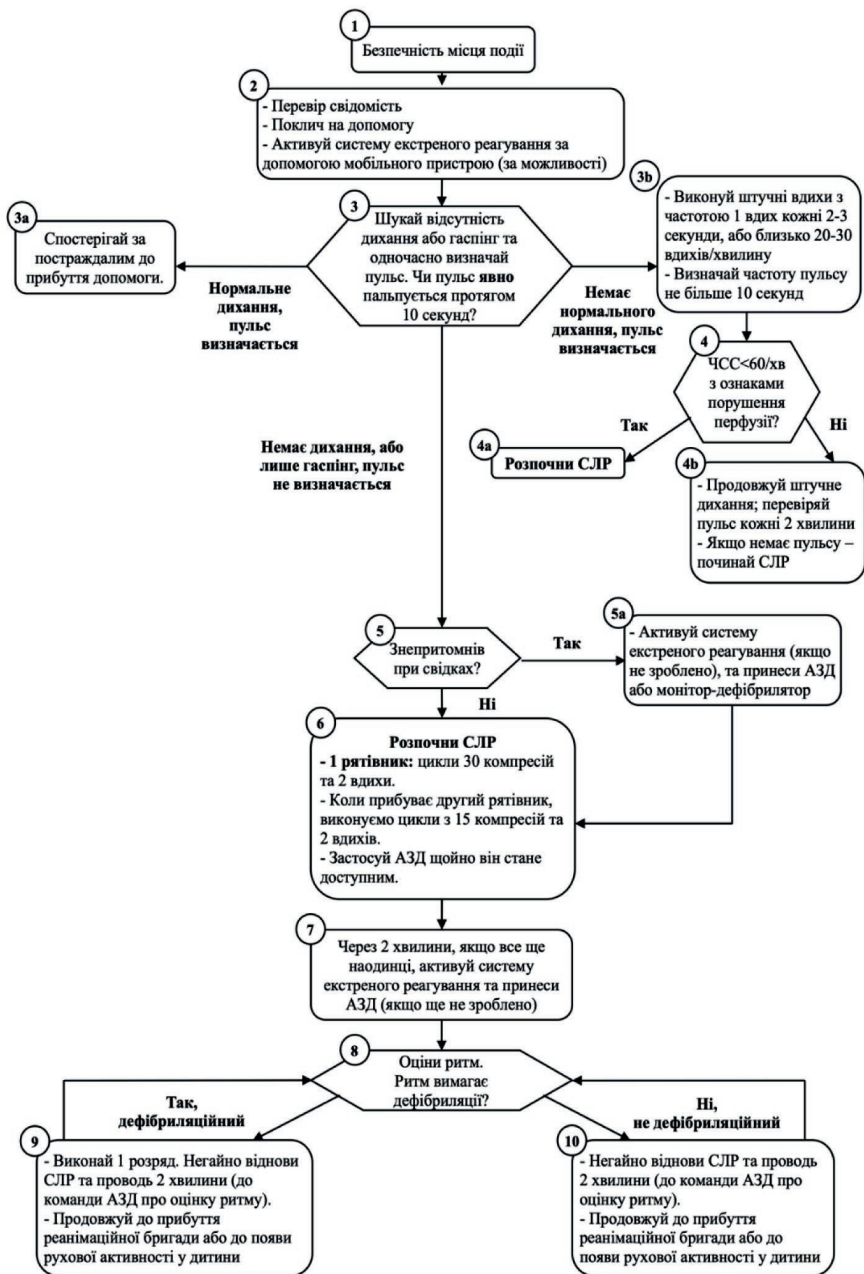 1
Безпечність місця події
2
- Перевір свідомість
- Поклич на допомогу
- Активуй систему екстреного реагування за
допомогою мобільного пристрою (за можливості)
3
Шукай відсутність
дихання або гаспінг та
одночасно визначай
пульс. Чи пульс явно
пальпується протягом
10 секунд?
3a
Спостерігай за
постраждалим до
прибуття допомоги.
Нормальне
дихання,
пульс
визначається
3b
- Виконуй штучні вдихи з
частотою 1 вдих кожні 2-3
секунди, або близько 20-30
вдихів/хвилину
- Визначай частоту пульсу
не більше 10 секунд
Немає
нормального
дихання, пульс
визначається
4
ЧСС<60/хв
з ознаками
порушення
перфузії?
Так
Ні
4a
Розпочни СЛР
4b
- Продовжуй штучне
дихання; перевіряй
пульс кожні 2 хвилини
- Якщо немає пульсу –
починай СЛР
Немає дихання, або
лише гаспінг, пульс
не визначається
5
Знепритомнів
при свідках?
Так
Ні
5a
- Активуй систему
екстреного реагування (якщо
не зроблено), та принеси АЗД
або монітор-дефібрилятор
6
Розпочни СЛР
- 1 рятівник: цикли 30 компресій
та 2 вдихи.
- Коли прибуває другий рятівник,
виконуємо цикли з 15 компресій та
2 вдихів.
- Застосуй АЗД щойно він стане
доступним.
7
Через 2 хвилини, якщо все ще
наодинці, активуй систему
екстреного реагування та принеси
АЗД (якщо ще не зроблено)
8
Оціни ритм.
Ритм вимагає
дефібриляції?
Так,
дефібриляційний
Ні,
не дефібриляційний
9
- Виконай 1 розряд. Негайно віднови
СЛР та проводь 2 хвилини (до
команди АЗД про оцінку ритму).
- Продовжуй до прибуття
реанімаційної бригади або до появи
рухової активності у дитини
10
- Негайно віднови СЛР та проводь
2 хвилини (до команди АЗД про
оцінку ритму).
- Продовжуй до прибуття
реанімаційної бригади або до
появи рухової активності у дитини